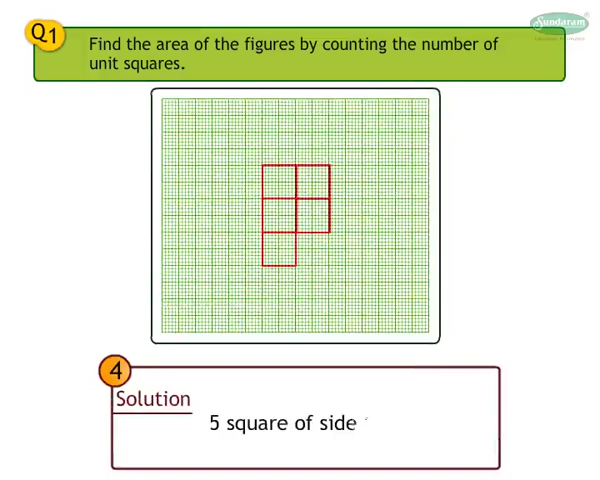 Sundaram
Q1
Find the area of the figures by counting the number of
unit squares.
4
Solution
5 square of side